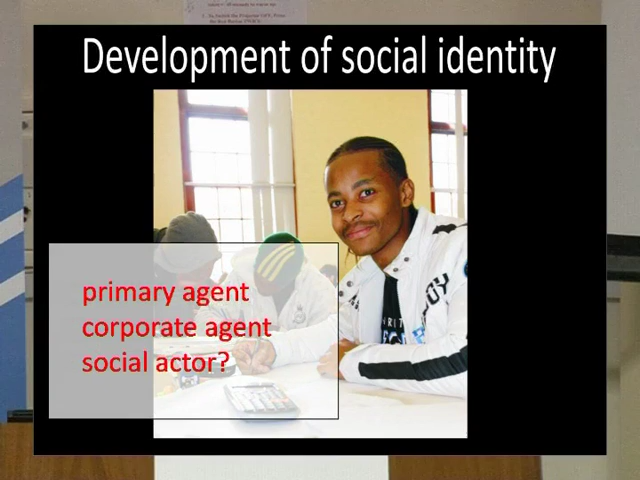 Development of social identity
primary agent
corporate agent
social actor?